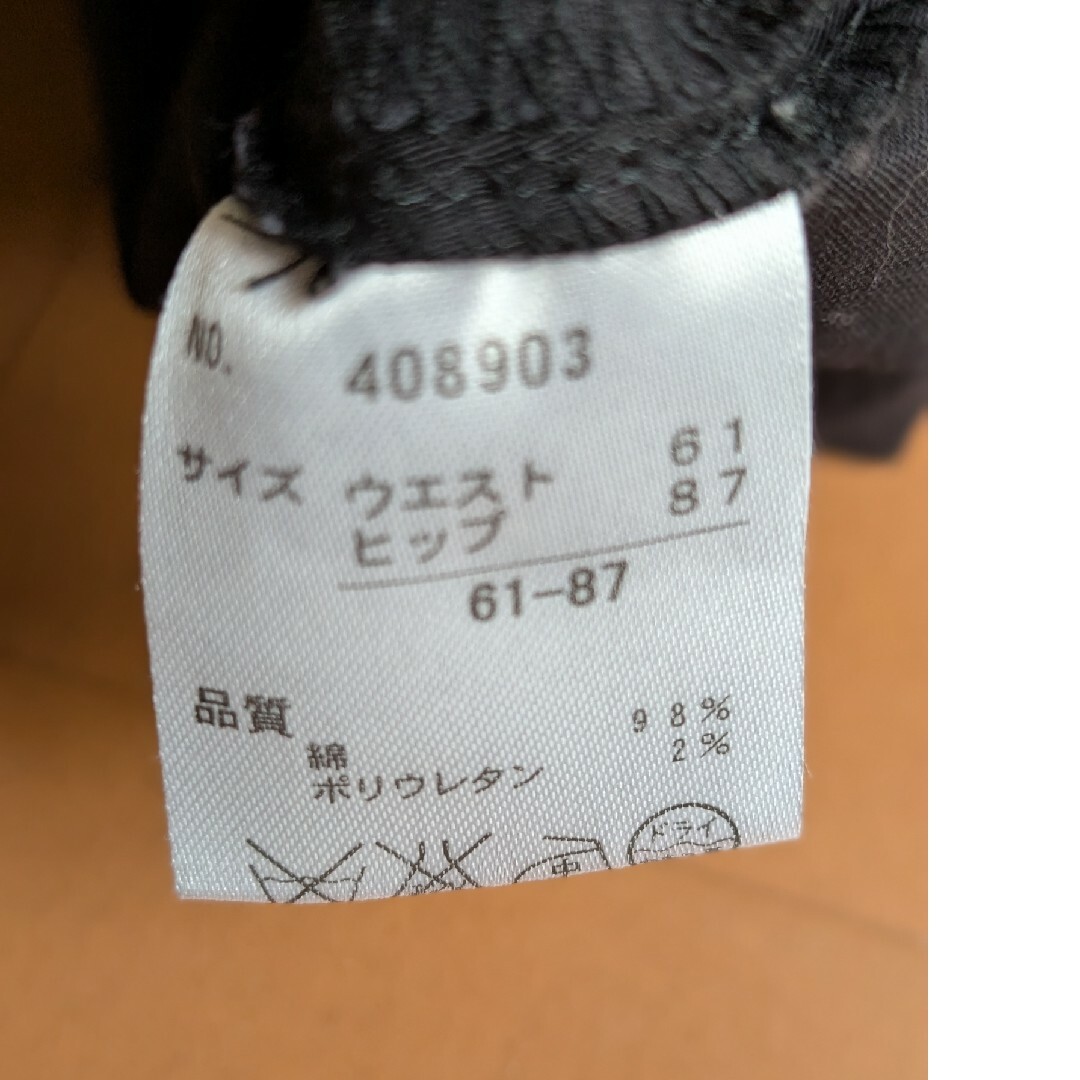 NO. 408903
サイズ ウエスト 61
ヒップ 87
61-87
品質
綿 98%
ポリウレタン 2%
中 ドライ